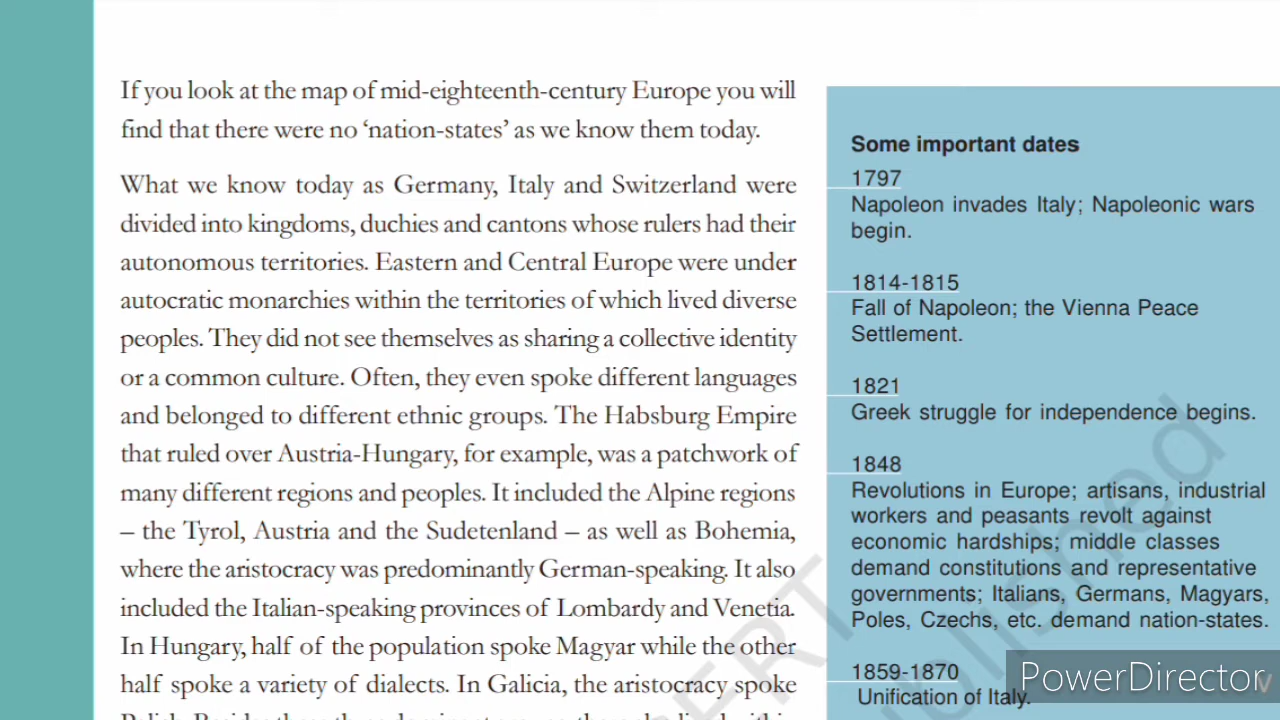 If you look at the map of mid-eighteenth-century Europe you will
find that there were no ‘nation-states’ as we know them today.
What we know today as Germany, Italy and Switzerland were
divided into kingdoms, duchies and cantons whose rulers had their
autonomous territories. Eastern and Central Europe were under
autocratic monarchies within the territories of which lived diverse
peoples. They did not see themselves as sharing a collective identity
or a common culture. Often, they even spoke different languages
and belonged to different ethnic groups. The Habsburg Empire
that ruled over Austria-Hungary, for example, was a patchwork of
many different regions and peoples. It included the Alpine regions
– the Tyrol, Austria and the Sudetenland – as well as Bohemia,
where the aristocracy was predominantly German-speaking. It also
included the Italian-speaking provinces of Lombardy and Venetia.
In Hungary, half of the population spoke Magyar while the other
half spoke a variety of dialects. In Galicia, the aristocracy spoke
Some important dates
1797
Napoleon invades Italy; Napoleonic wars
begin.
1814-1815
Fall of Napoleon; the Vienna Peace
Settlement.
1821
Greek struggle for independence begins.
1848
Revolutions in Europe; artisans, industrial
workers and peasants revolt against
economic hardships; middle classes
demand constitutions and representative
governments; Italians, Germans, Magyars,
Poles, Czechs, etc. demand nation-states.
1859-1870
Unification of Italy.
PowerDirector